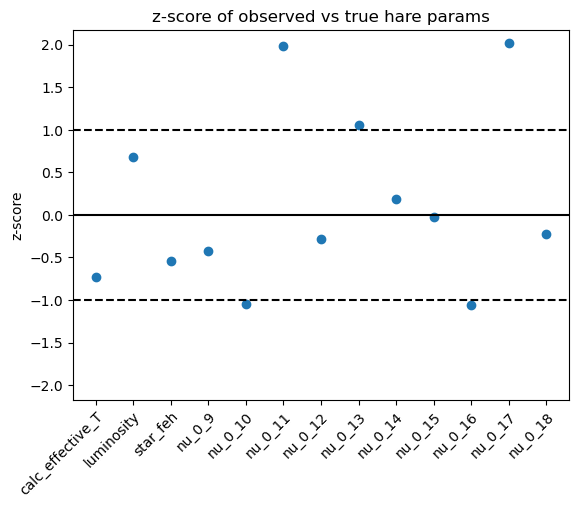 z-score of observed vs true hare params
z-score
2.0
1.5
1.0
0.5
0.0
−0.5
−1.0
−1.5
−2.0
calc_effective_T
luminosity
star_feh
nu_0_9
nu_0_10
nu_0_11
nu_0_12
nu_0_13
nu_0_14
nu_0_15
nu_0_16
nu_0_17
nu_0_18